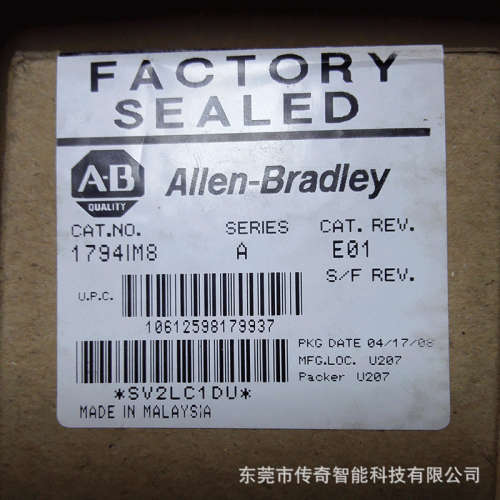 FACTORY
SEALED
A-B
QUALITY
Allen-Bradley
CAT.NO. SERIES CAT. REV.
1794IM8 A E01
S/F REV.
U.P.C.
10612598179937
PKG DATE 04/17/08
MFG.LOC. U207
Packer U207
*SV2LC1DU*
MADE IN MALAYSIA
东莞市传奇智能科技有限公司